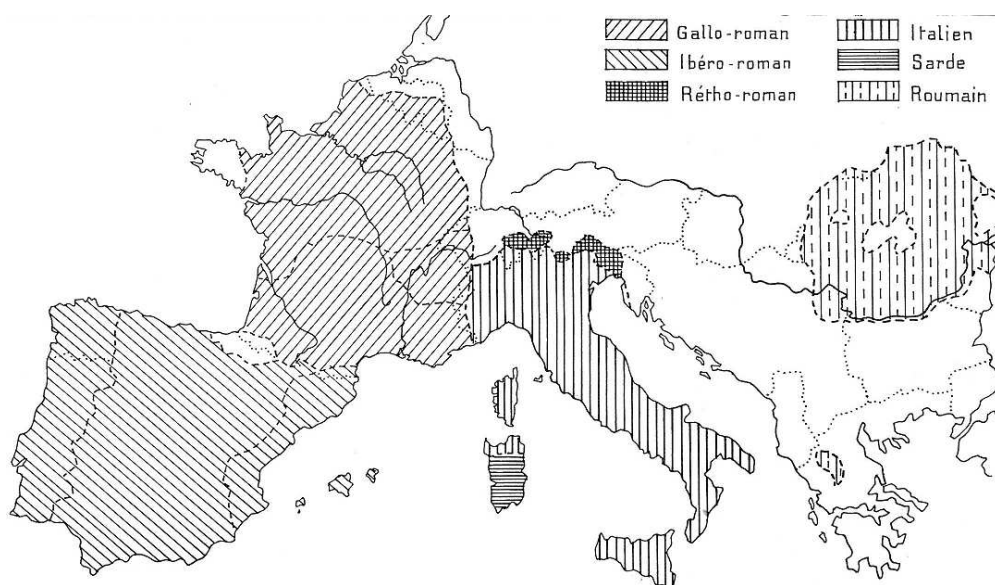 Gallo-roman
Ibéro-roman
Rétho-roman
Italien
Sarde
Roumain